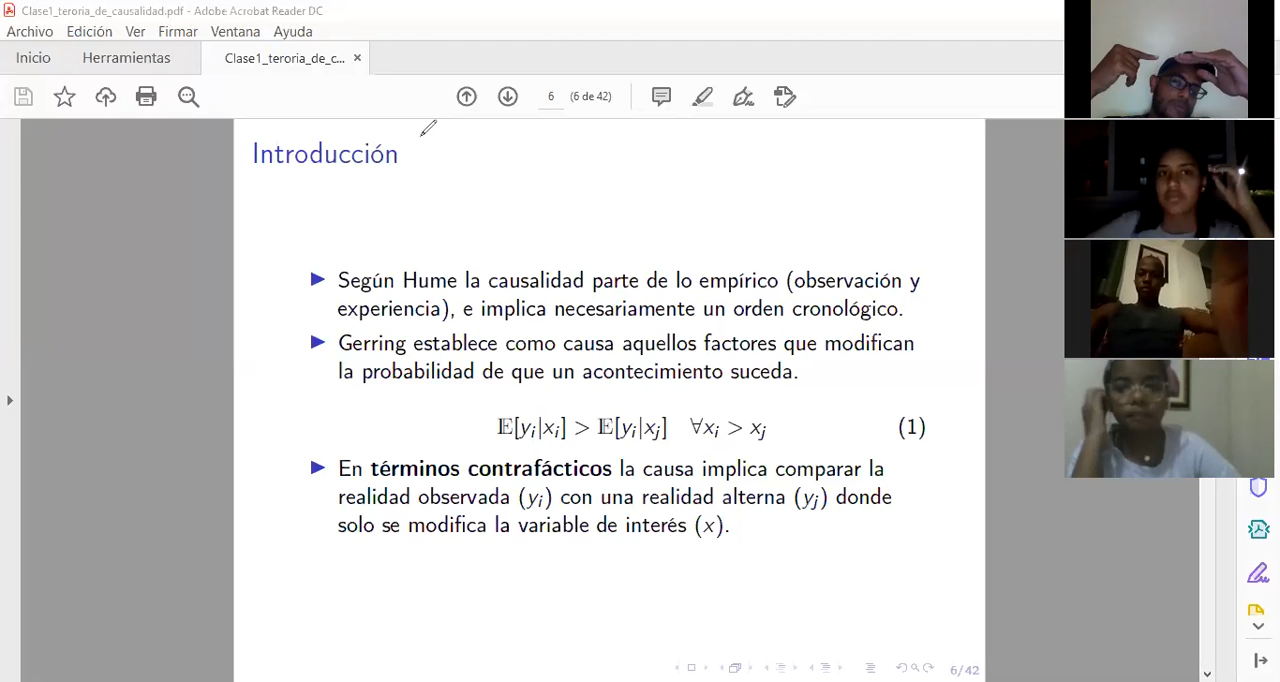 Clase1_teroria_de_causalidad.pdf - Adobe Acrobat Reader DC
Archivo Edición Ver Firmar Ventana Ayuda
Inicio Herramientas Clase1_teroria_de_c... ×
6 (6 de 42)
Introducción
Según Hume la causalidad parte de lo empírico (observación y
experiencia), e implica necesariamente un orden cronológico.
Gerring establece como causa aquellos factores que modifican
la probabilidad de que un acontecimiento suceda.
𝔼[yᵢ|xᵢ] > 𝔼[yᵢ|xⱼ] ∀xᵢ > xⱼ (1)
En términos contrafácticos la causa implica comparar la
realidad observada (yᵢ) con una realidad alterna (yⱼ) donde
solo se modifica la variable de interés (x).
6/42